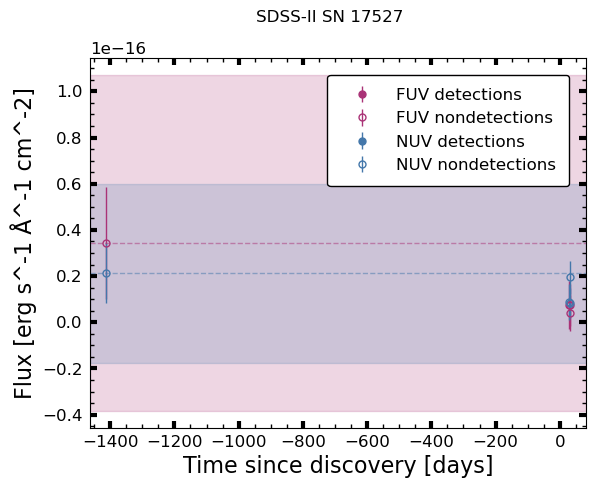 SDSS-II SN 17527
1e−16
FUV detections
FUV nondetections
NUV detections
NUV nondetections
1.0
0.8
0.6
0.4
0.2
0.0
−0.2
−0.4
Flux [erg s^-1 Å^-1 cm^-2]
−1400 −1200 −1000 −800 −600 −400 −200 0
Time since discovery [days]